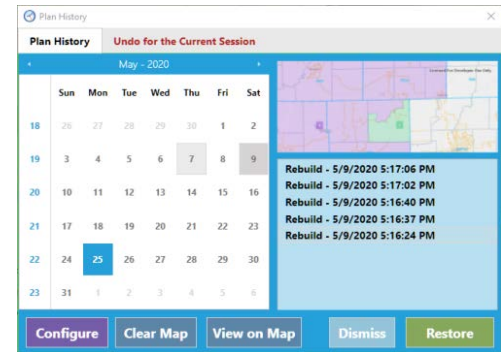 Plan History
Plan History Undo for the Current Session
May - 2020
Sun Mon Tue Wed Thu Fri Sat
18 26 27 28 29 30 1 2
19 3 4 5 6 7 8 9
20 10 11 12 13 14 15 16
21 17 18 19 20 21 22 23
22 24 25 26 27 28 29 30
23 31 1 2 3 4 5 6
Rebuild - 5/9/2020 5:17:06 PM
Rebuild - 5/9/2020 5:17:02 PM
Rebuild - 5/9/2020 5:16:40 PM
Rebuild - 5/9/2020 5:16:37 PM
Rebuild - 5/9/2020 5:16:24 PM
Configure Clear Map View on Map Dismiss Restore